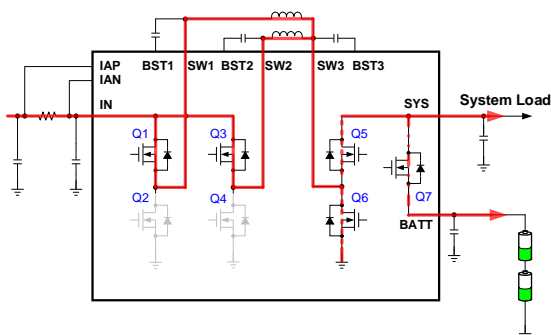 IAP
IAN
IN
BST1
SW1
BST2
SW2
SW3
BST3
SYS
System Load
Q1
Q3
Q5
Q2
Q4
Q6
Q7
BATT